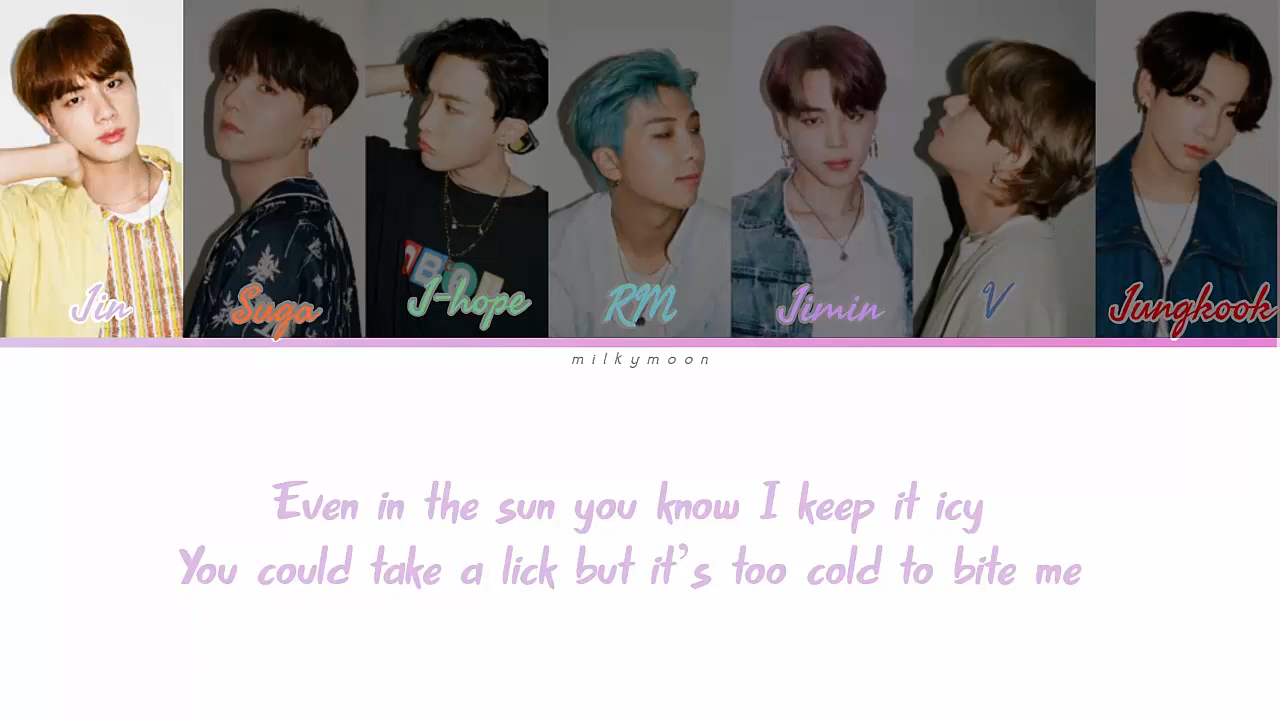 Jin Suga J-hope RM Jimin V Jungkook
milkymoon
Even in the sun you know I keep it icy
You could take a lick but it's too cold to bite me